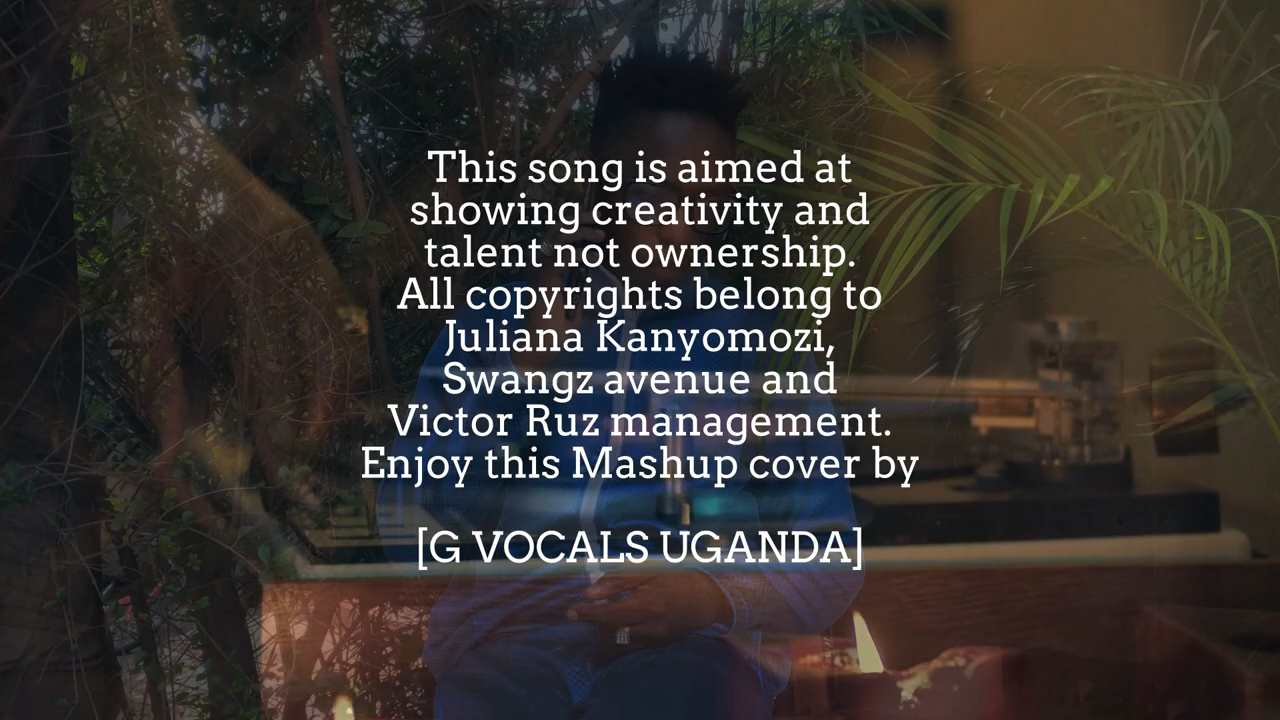 This song is aimed at
showing creativity and
talent not ownership.
All copyrights belong to
Juliana Kanyomozi,
Swangz avenue and
Victor Ruz management.
Enjoy this Mashup cover by
[G VOCALS UGANDA]